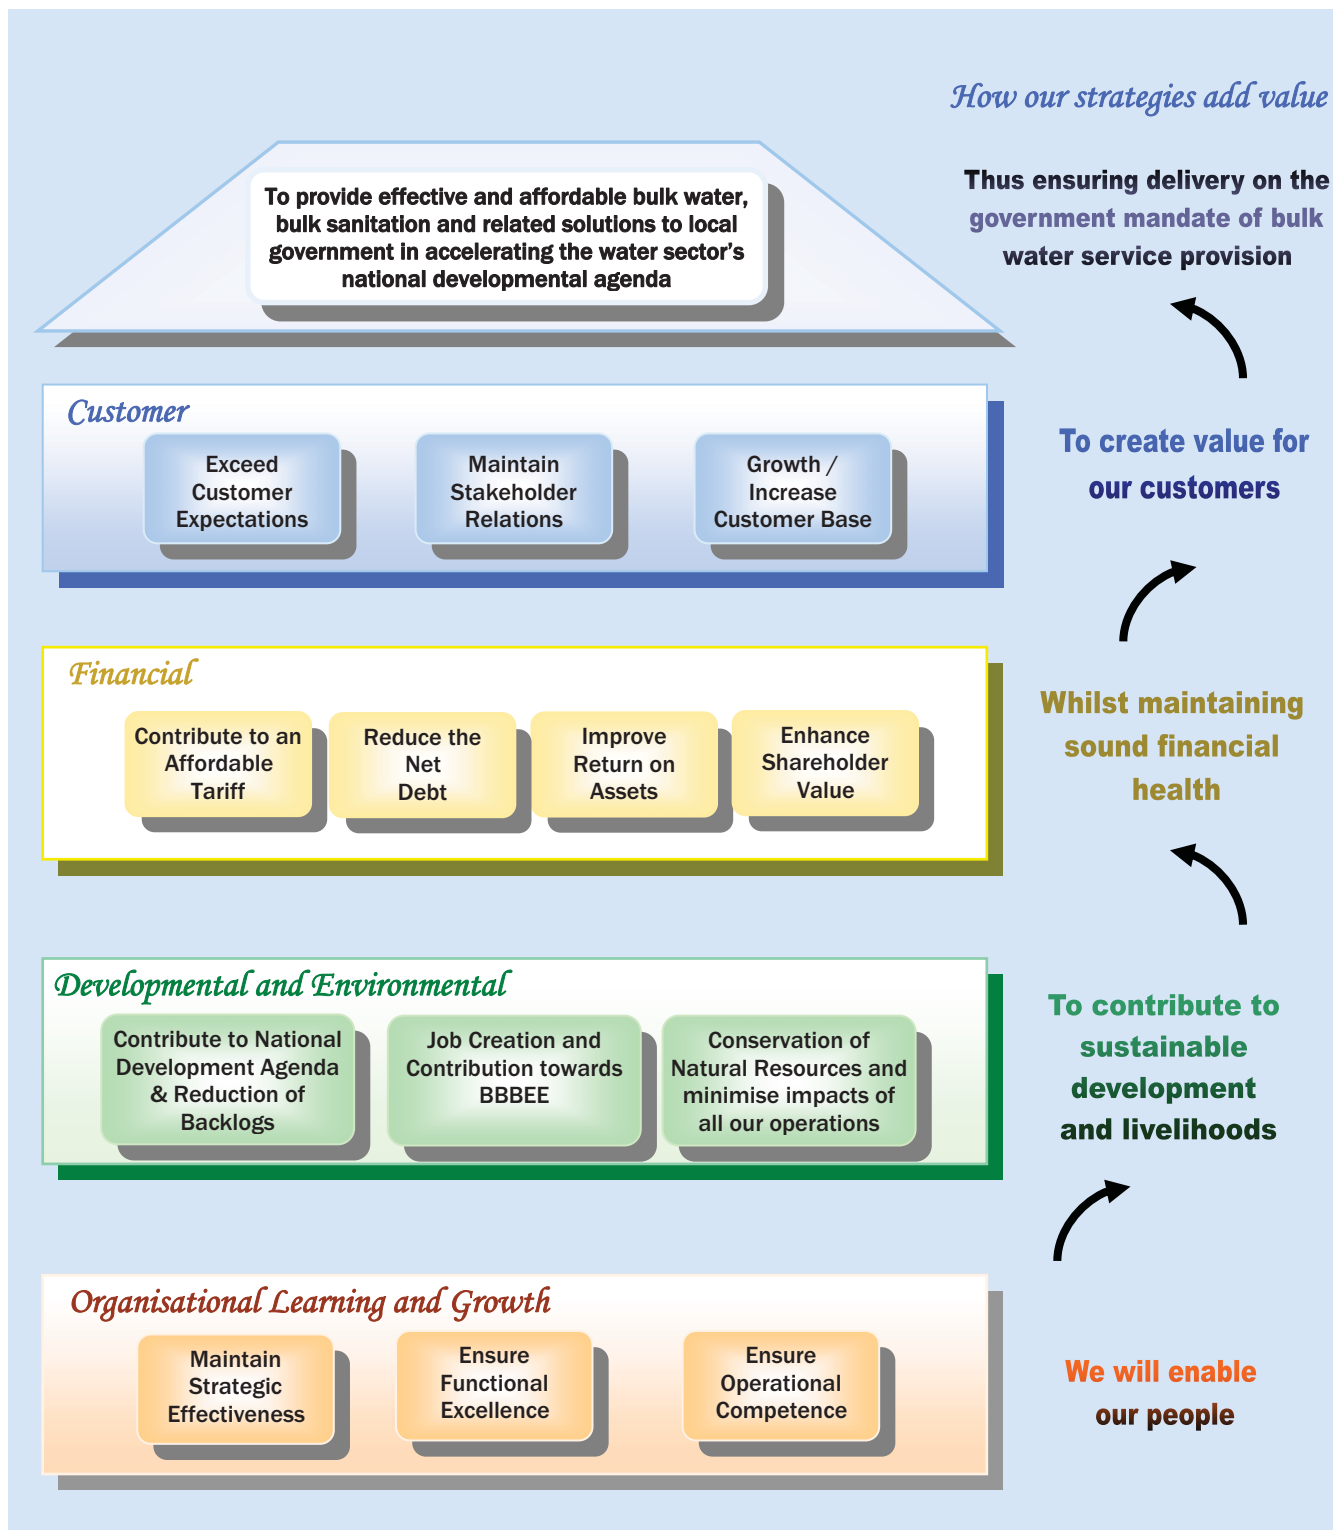 How our strategies add value
To provide effective and affordable bulk water,
bulk sanitation and related solutions to local
government in accelerating the water sector's
national developmental agenda
Thus ensuring delivery on the
government mandate of bulk
water service provision
Customer
Exceed
Customer
Expectations
Maintain
Stakeholder
Relations
Growth /
Increase
Customer Base
To create value for
our customers
Financial
Contribute to an
Affordable
Tariff
Reduce the
Net
Debt
Improve
Return on
Assets
Enhance
Shareholder
Value
Whilst maintaining
sound financial
health
Developmental and Environmental
Contribute to National
Development Agenda
& Reduction of
Backlogs
Job Creation and
Contribution towards
BBBEE
Conservation of
Natural Resources and
minimise impacts of
all our operations
To contribute to
sustainable
development
and livelihoods
Organisational Learning and Growth
Maintain
Strategic
Effectiveness
Ensure
Functional
Excellence
Ensure
Operational
Competence
We will enable
our people